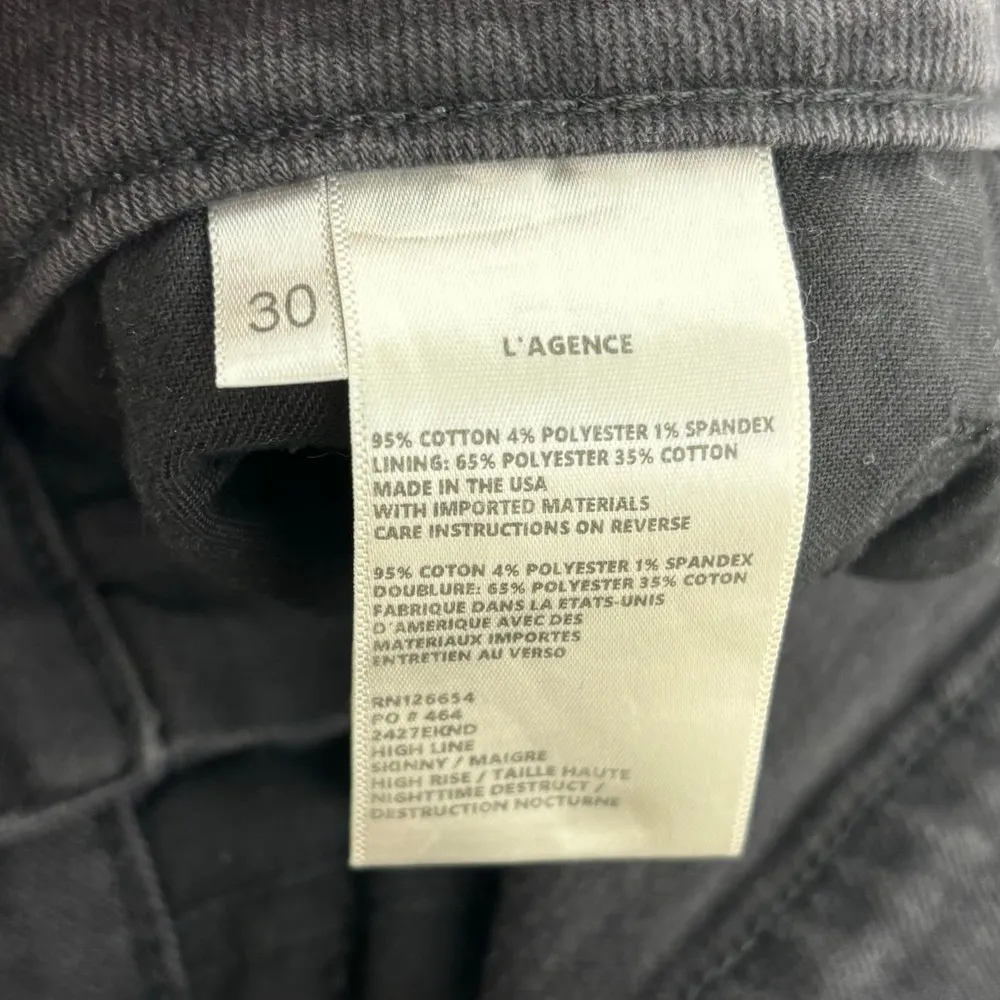 30
L'AGENCE
95% COTTON 4% POLYESTER 1% SPANDEX
LINING: 65% POLYESTER 35% COTTON
MADE IN THE USA
WITH IMPORTED MATERIALS
CARE INSTRUCTIONS ON REVERSE
95% COTON 4% POLYESTER 1% SPANDEX
DOUBLURE: 65% POLYESTER 35% COTON
FABRIQUE DANS LA ETATS-UNIS
D'AMERIQUE AVEC DES
MATERIAUX IMPORTES
ENTRETIEN AU VERSO
RN126654
PO # 464
2427EKND
HIGH LINE
SKINNY / MAIGRE
HIGH RISE / TAILLE HAUTE
NIGHTTIME DESTRUCT /
DESTRUCTION NOCTURNE